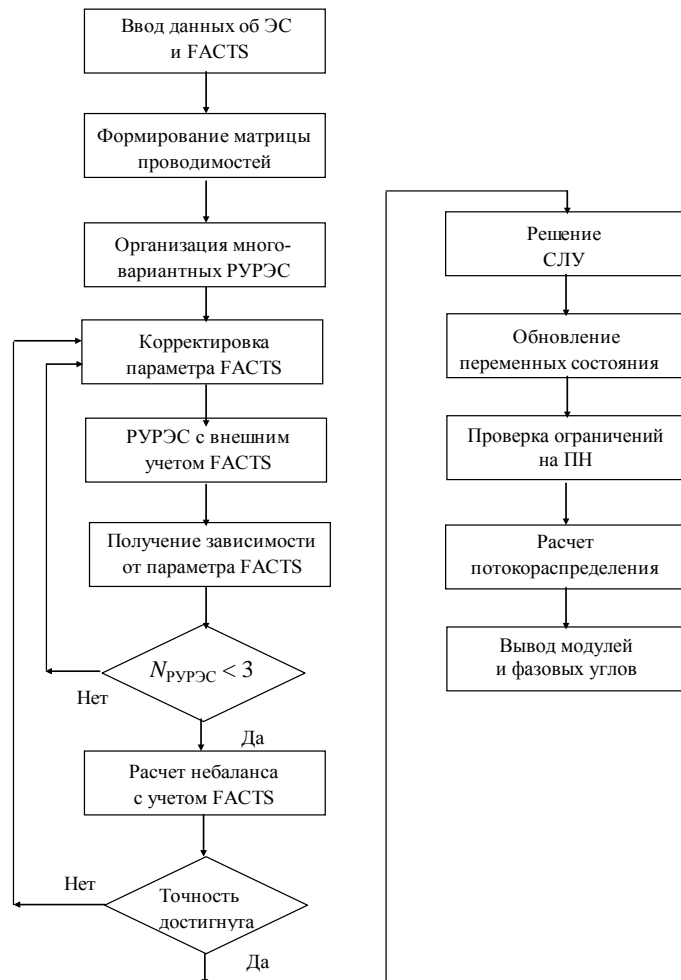 Ввод данных об ЭС
и FACTS
Формирование матрицы
проводимостей
Организация много-
вариантных РУРЭС
Корректировка
параметра FACTS
РУРЭС с внешним
учетом FACTS
Получение зависимости
от параметра FACTS
N РУРЭС < 3
Нет
Да
Расчет небаланса
с учетом FACTS
Нет
Точность
достигнута
Да
Решение
СЛУ
Обновление
переменных состояния
Проверка ограничений
на ПН
Расчет
потокораспределения
Вывод модулей
и фазовых углов